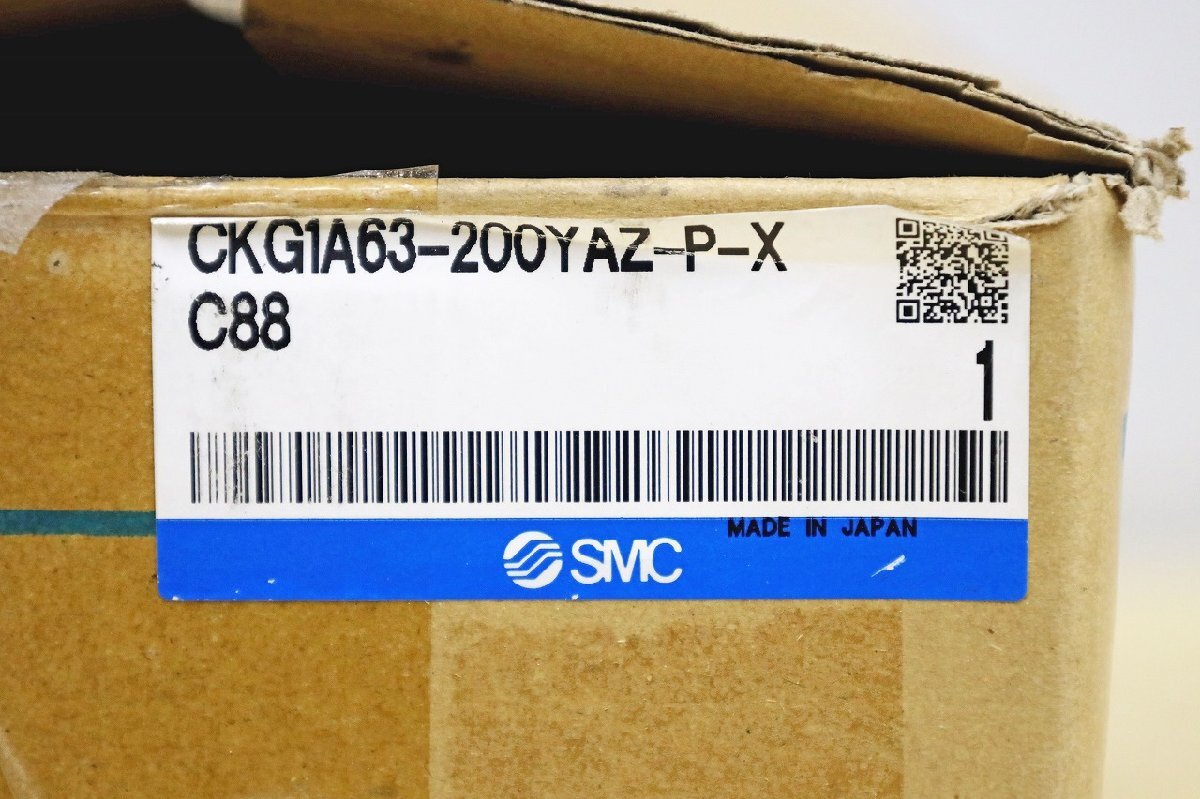 CKG1A63-200YAZ-P-X
C88
1
MADE IN JAPAN
SMC